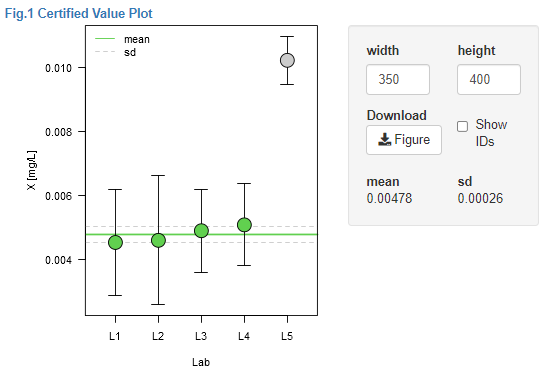 Fig.1 Certified Value Plot
mean
sd
0.010
0.008
0.006
0.004
X [mg/L]
L1 L2 L3 L4 L5
Lab
width height
350 400
Download
Figure
Show IDs
mean sd
0.00478 0.00026